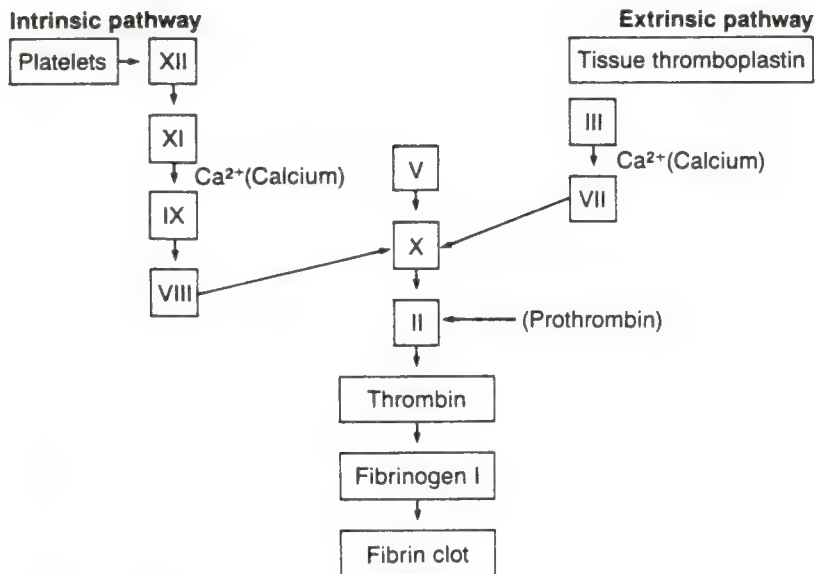 Intrinsic pathway
Extrinsic pathway
Platelets
XII
Tissue thromboplastin
XI
III
Ca²⁺(Calcium)
Ca²⁺(Calcium)
V
IX
VII
X
VIII
II
(Prothrombin)
Thrombin
Fibrinogen I
Fibrin clot